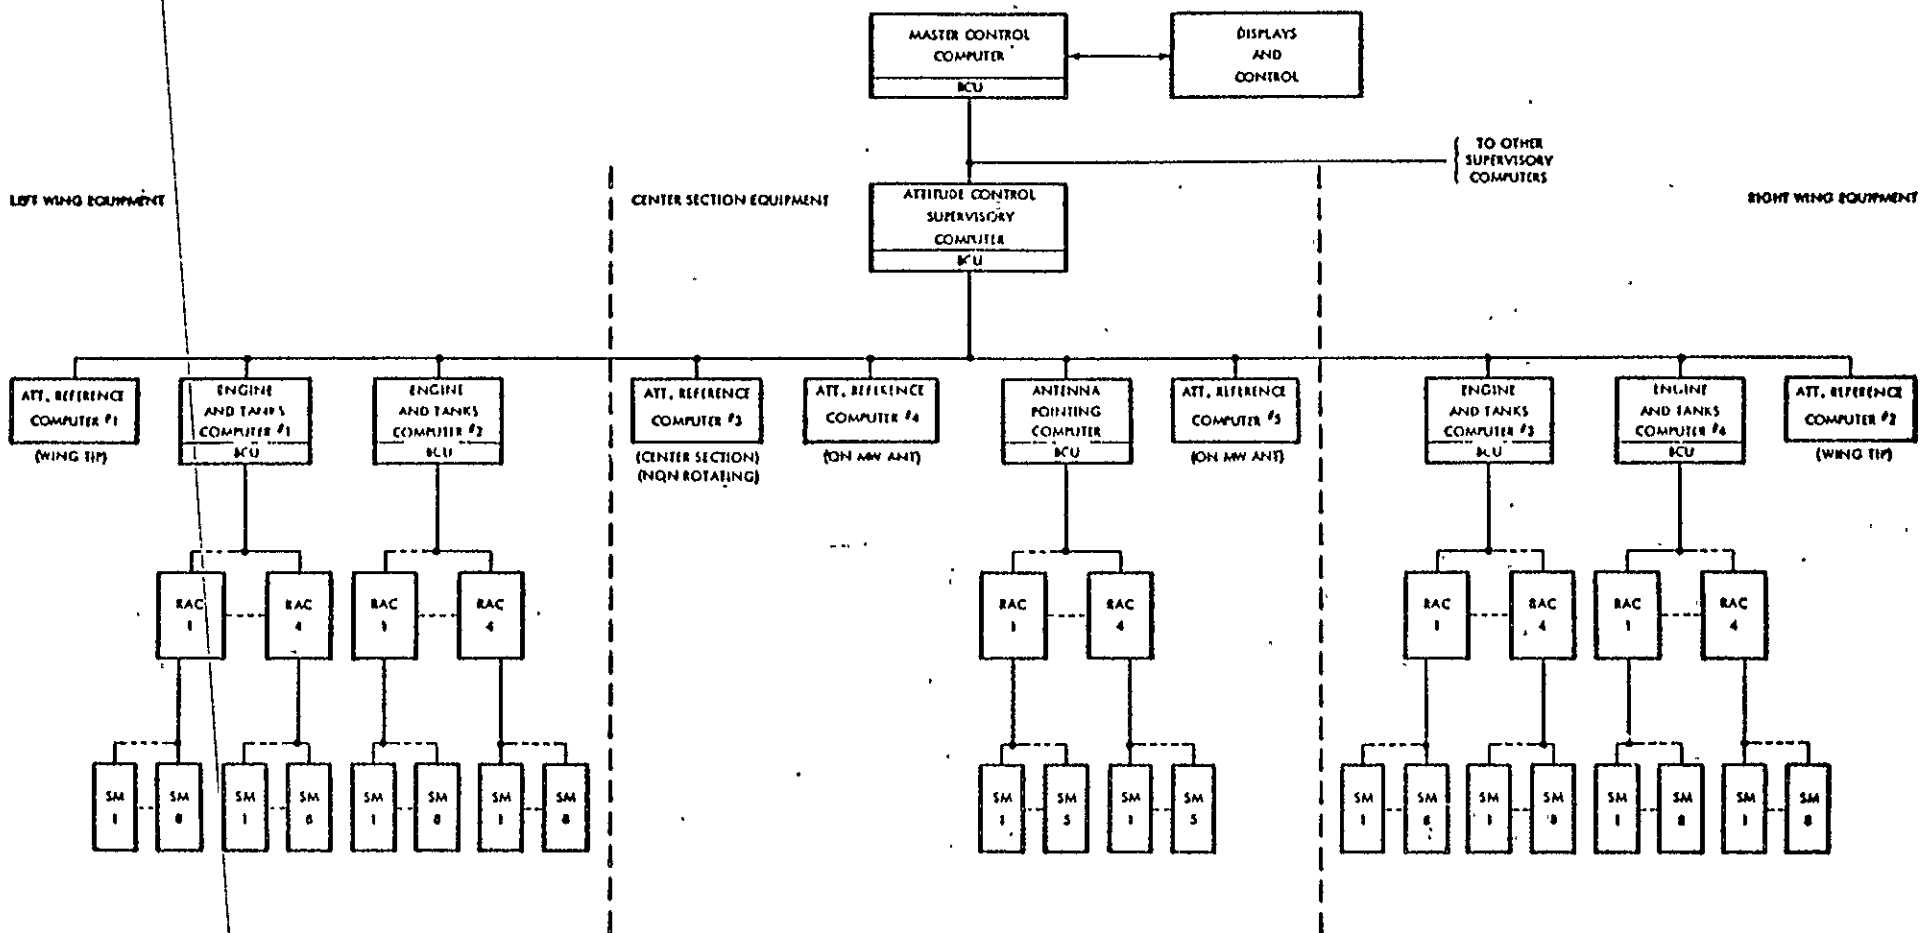 MASTER CONTROL
COMPUTER
BCU
DISPLAYS
AND
CONTROL
TO OTHER
SUPERVISORY
COMPUTERS
LEFT WING EQUIPMENT
CENTER SECTION EQUIPMENT
RIGHT WING EQUIPMENT
ATTITUDE CONTROL
SUPERVISORY
COMPUTER
BCU
ATT. REFERENCE
COMPUTER #1
(WING TIP)
ENGINE
AND TANKS
COMPUTER #1
BCU
ENGINE
AND TANKS
COMPUTER #2
BCU
ATT. REFERENCE
COMPUTER #3
(CENTER SECTION)
(NON ROTATING)
ATT. REFERENCE
COMPUTER #4
(ON MW ANT)
ANTENNA
POINTING
COMPUTER
BCU
ATT. REFERENCE
COMPUTER #5
(ON MW ANT)
ENGINE
AND TANKS
COMPUTER #3
BCU
ENGINE
AND TANKS
COMPUTER #4
BCU
ATT. REFERENCE
COMPUTER #2
(WING TIP)
RAC
1
RAC
4
RAC
1
RAC
4
RAC
1
RAC
4
RAC
1
RAC
4
RAC
1
RAC
4
SM
1
SM
8
SM
1
SM
8
SM
1
SM
8
SM
1
SM
8
SM
1
SM
5
SM
1
SM
5
SM
1
SM
8
SM
1
SM
8
SM
1
SM
8
SM
1
SM
8